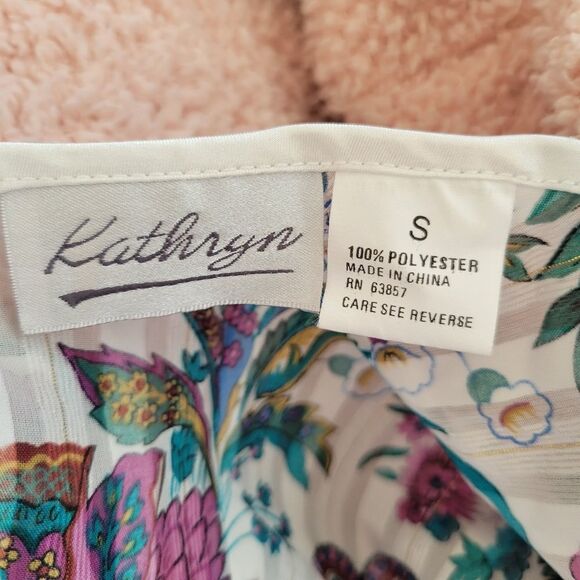 Kathryn
S
100% POLYESTER
MADE IN CHINA
RN 63857
CARE SEE REVERSE